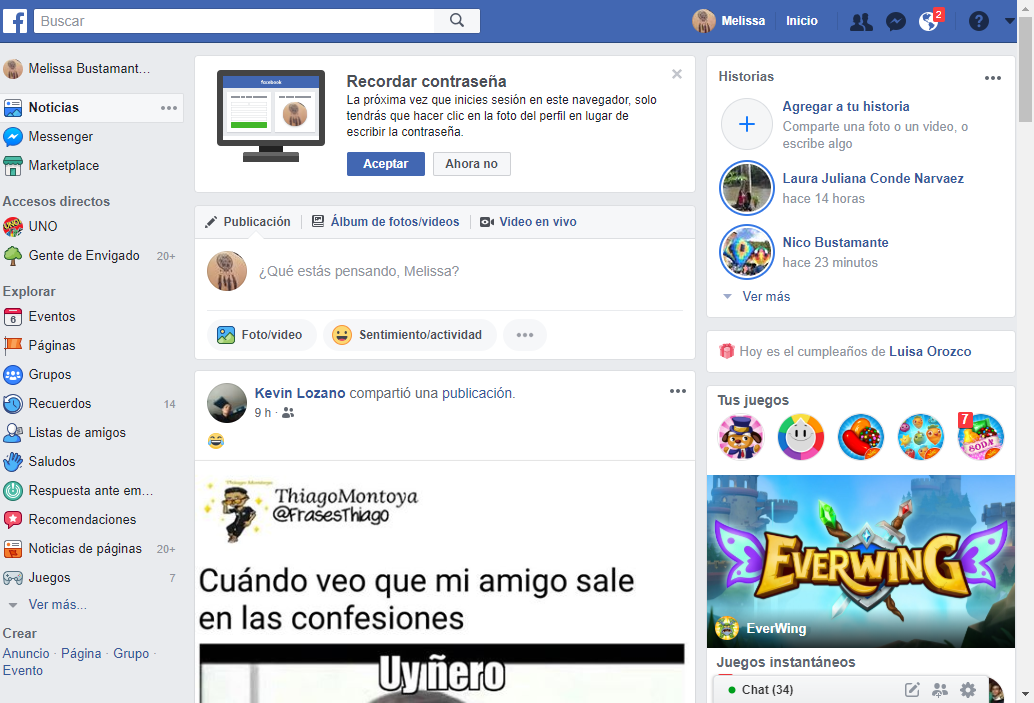 Buscar
Melissa
Inicio
2
Melissa Bustamant...
Noticias
Messenger
Marketplace
Accesos directos
UNO
Gente de Envigado 20+
Explorar
6 Eventos
Páginas
Grupos
Recuerdos 14
Listas de amigos
Saludos
Respuesta ante em...
Recomendaciones
Noticias de páginas 20+
Juegos 7
Ver más...
Crear
Anuncio · Página · Grupo ·
Evento
facebook
Recordar contraseña
La próxima vez que inicies sesión en este navegador, solo
tendrás que hacer clic en la foto del perfil en lugar de
escribir la contraseña.
Aceptar
Ahora no
Publicación
Álbum de fotos/videos
Video en vivo
¿Qué estás pensando, Melissa?
Foto/video
Sentimiento/actividad
Kevin Lozano compartió una publicación.
9 h ·
Thiago Montoya
ThiagoMontoya
@FrasesThiago
Cuándo veo que mi amigo sale
en las confesiones
Uy ñero
Historias
Agregar a tu historia
Comparte una foto o un video, o
escribe algo
Laura Juliana Conde Narvaez
hace 14 horas
Nico Bustamante
hace 23 minutos
Ver más
Hoy es el cumpleaños de Luisa Orozco
Tus juegos
7
SODA
EVERWING
EverWing
Juegos instantáneos
Chat (34)